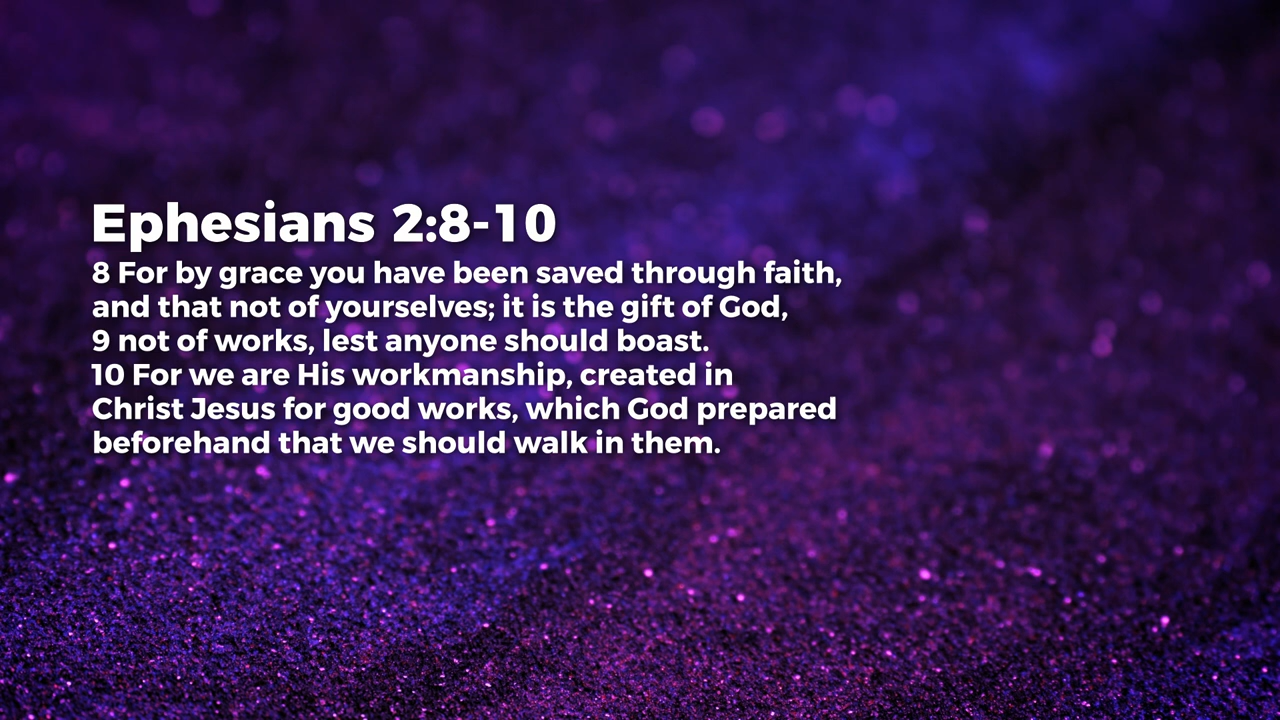 Ephesians 2:8-10
8 For by grace you have been saved through faith,
and that not of yourselves; it is the gift of God,
9 not of works, lest anyone should boast.
10 For we are His workmanship, created in
Christ Jesus for good works, which God prepared
beforehand that we should walk in them.